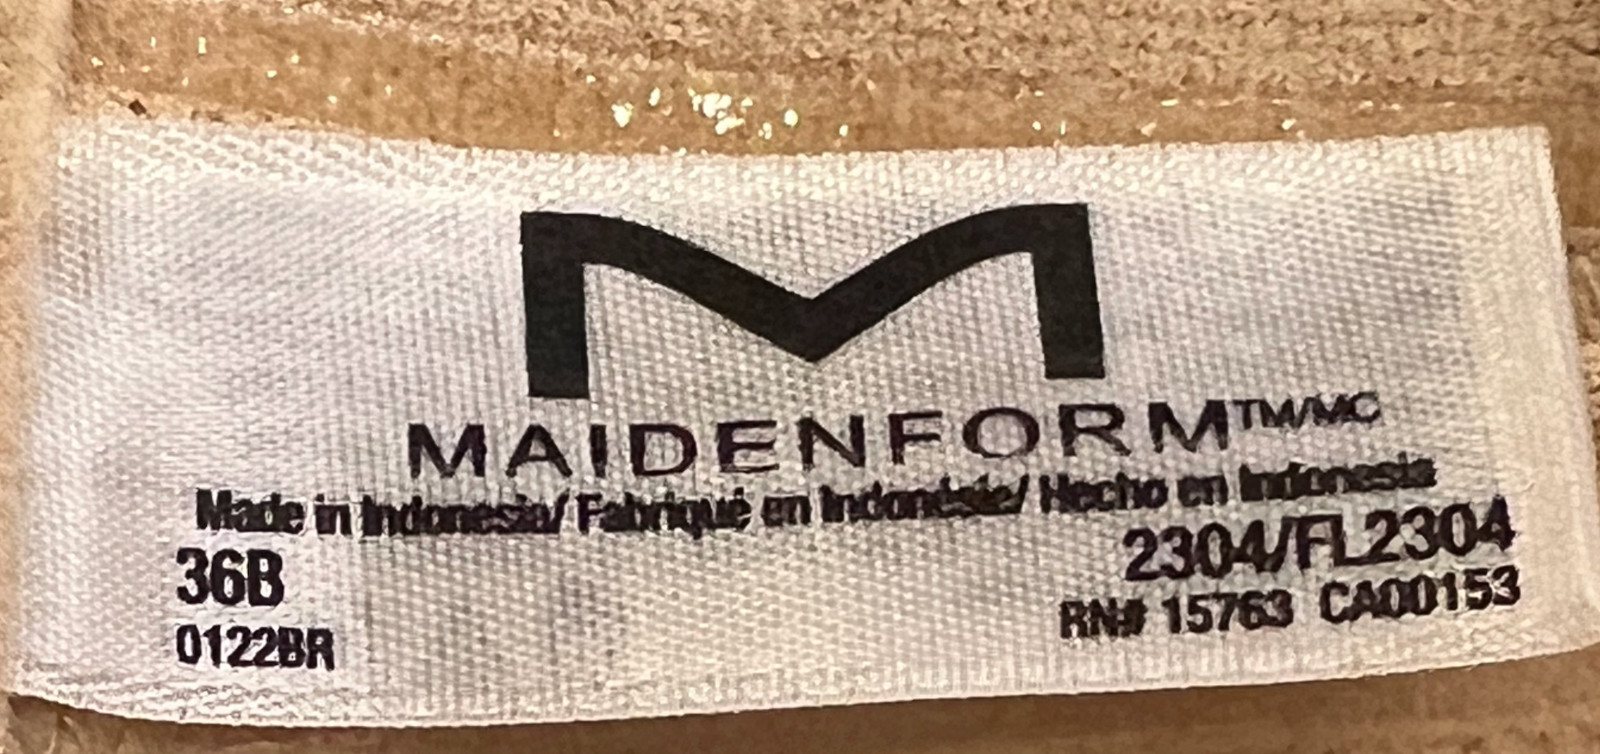 M
MAIDENFORM™/MC
Made in Indonesia/ Fabriqué en Indonésie/ Hecho en Indonesia
36B
2304/FL2304
0122BR
RN# 15763 CA00153